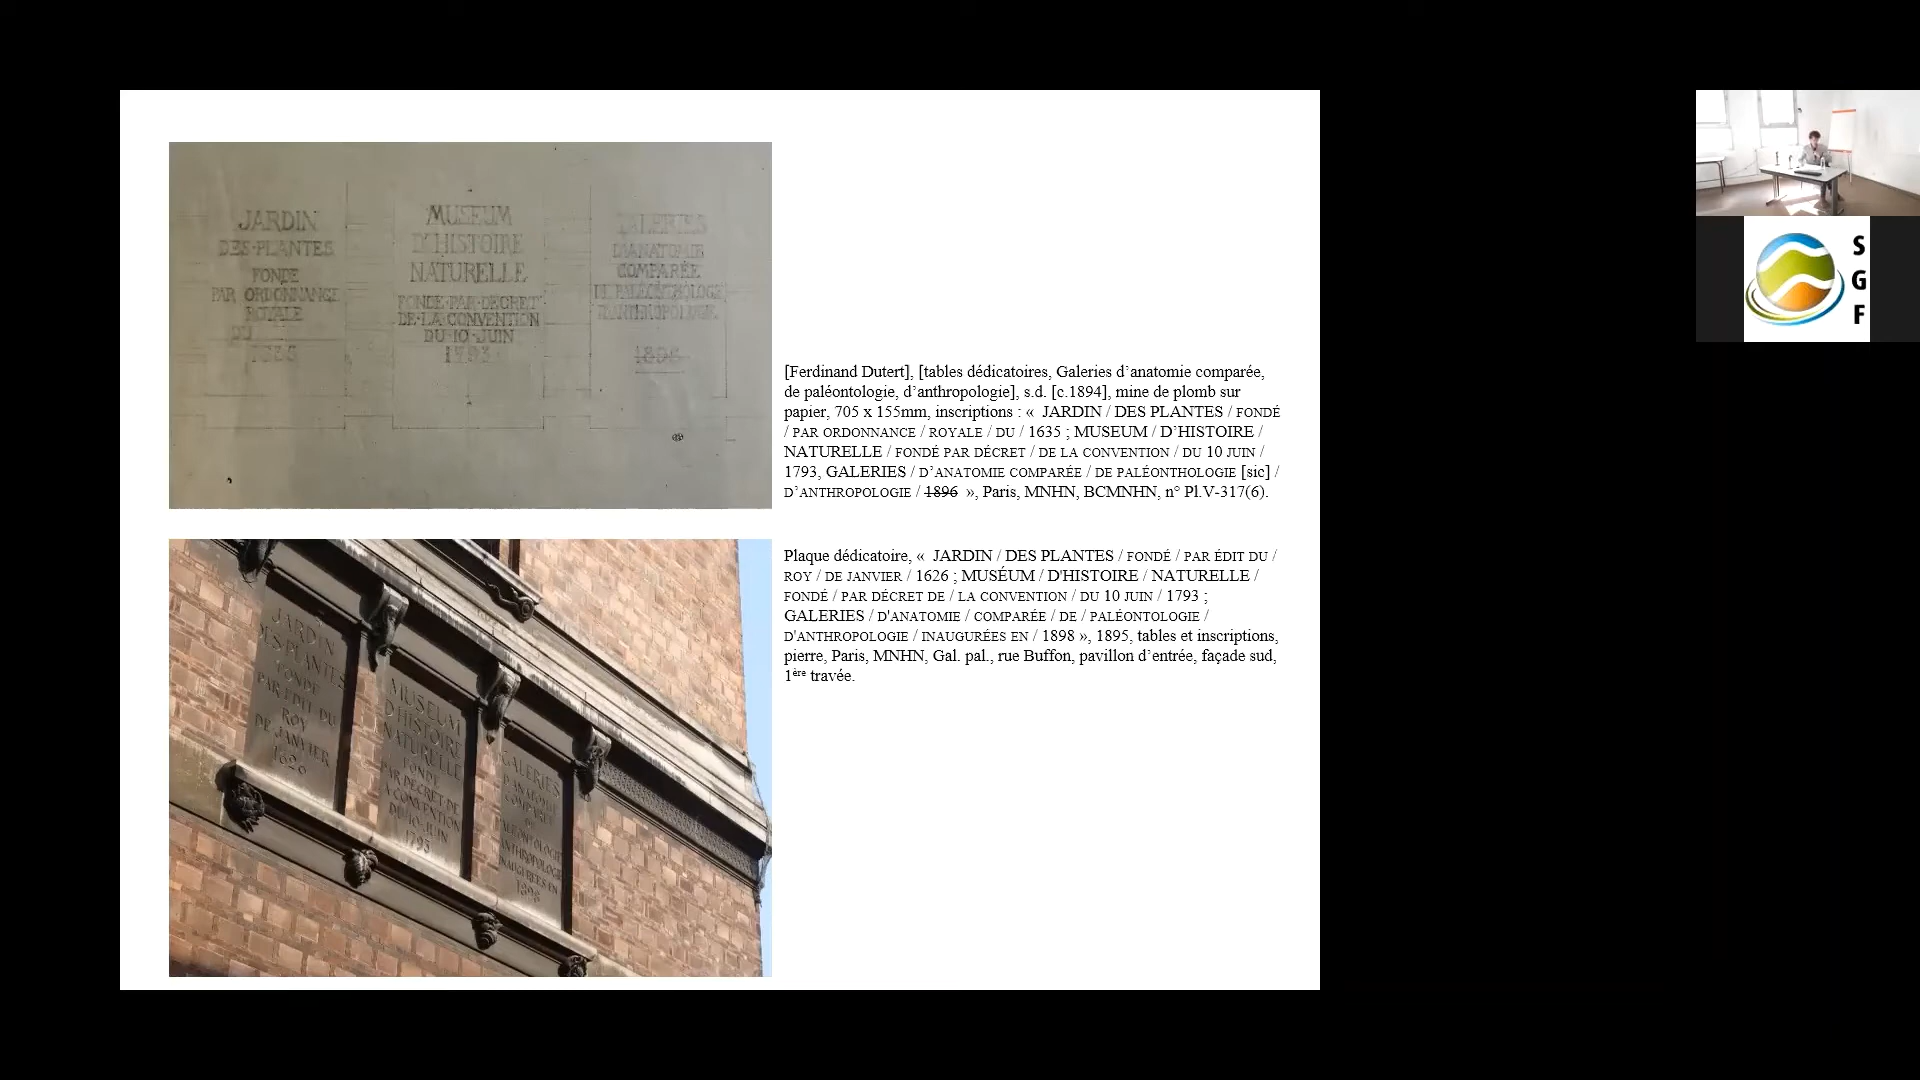 JARDIN
DES·PLANTES
FONDÉ
PAR ORDONNANCE
ROYALE
DU
1635
MUSEUM
D'HISTOIRE
NATURELLE
FONDÉ·PAR·DÉCRET
DE·LA·CONVENTION
DU·10·JUIN
1793
GALERIES
D'ANATOMIE
COMPARÉE
DE PALÉONTHOLOGIE
D'ANTHROPOLOGIE
1896
[Ferdinand Dutert], [tables dédicatoires, Galeries d’anatomie comparée,
de paléontologie, d’anthropologie], s.d. [c.1894], mine de plomb sur
papier, 705 x 155mm, inscriptions : « JARDIN / DES PLANTES / FONDÉ
/ PAR ORDONNANCE / ROYALE / DU / 1635 ; MUSEUM / D’HISTOIRE /
NATURELLE / FONDÉ PAR DÉCRET / DE LA CONVENTION / DU 10 JUIN /
1793, GALERIES / D’ANATOMIE COMPARÉE / DE PALÉONTHOLOGIE [sic] /
D’ANTHROPOLOGIE / 1896 », Paris, MNHN, BCMNHN, n° Pl.V-317(6).
JARDIN
DES PLANTES
FONDÉ
PAR ÉDIT DU
ROY
DE JANVIER
1626
MUSEUM
D'HISTOIRE
NATURELLE
FONDÉ
PAR DÉCRET DE
LA CONVENTION
DU·10·JUIN
1793
GALERIES
D'ANATOMIE
COMPARÉE
DE
PALÉONTOLOGIE
D'ANTHROPOLOGIE
INAUGURÉES EN
1898
Plaque dédicatoire, « JARDIN / DES PLANTES / FONDÉ / PAR ÉDIT DU /
ROY / DE JANVIER / 1626 ; MUSÉUM / D'HISTOIRE / NATURELLE /
FONDÉ / PAR DÉCRET DE / LA CONVENTION / DU 10 JUIN / 1793 ;
GALERIES / D'ANATOMIE / COMPARÉE / DE / PALÉONTOLOGIE /
D'ANTHROPOLOGIE / INAUGURÉES EN / 1898 », 1895, tables et inscriptions,
pierre, Paris, MNHN, Gal. pal., rue Buffon, pavillon d’entrée, façade sud,
1ère travée.
S
G
F